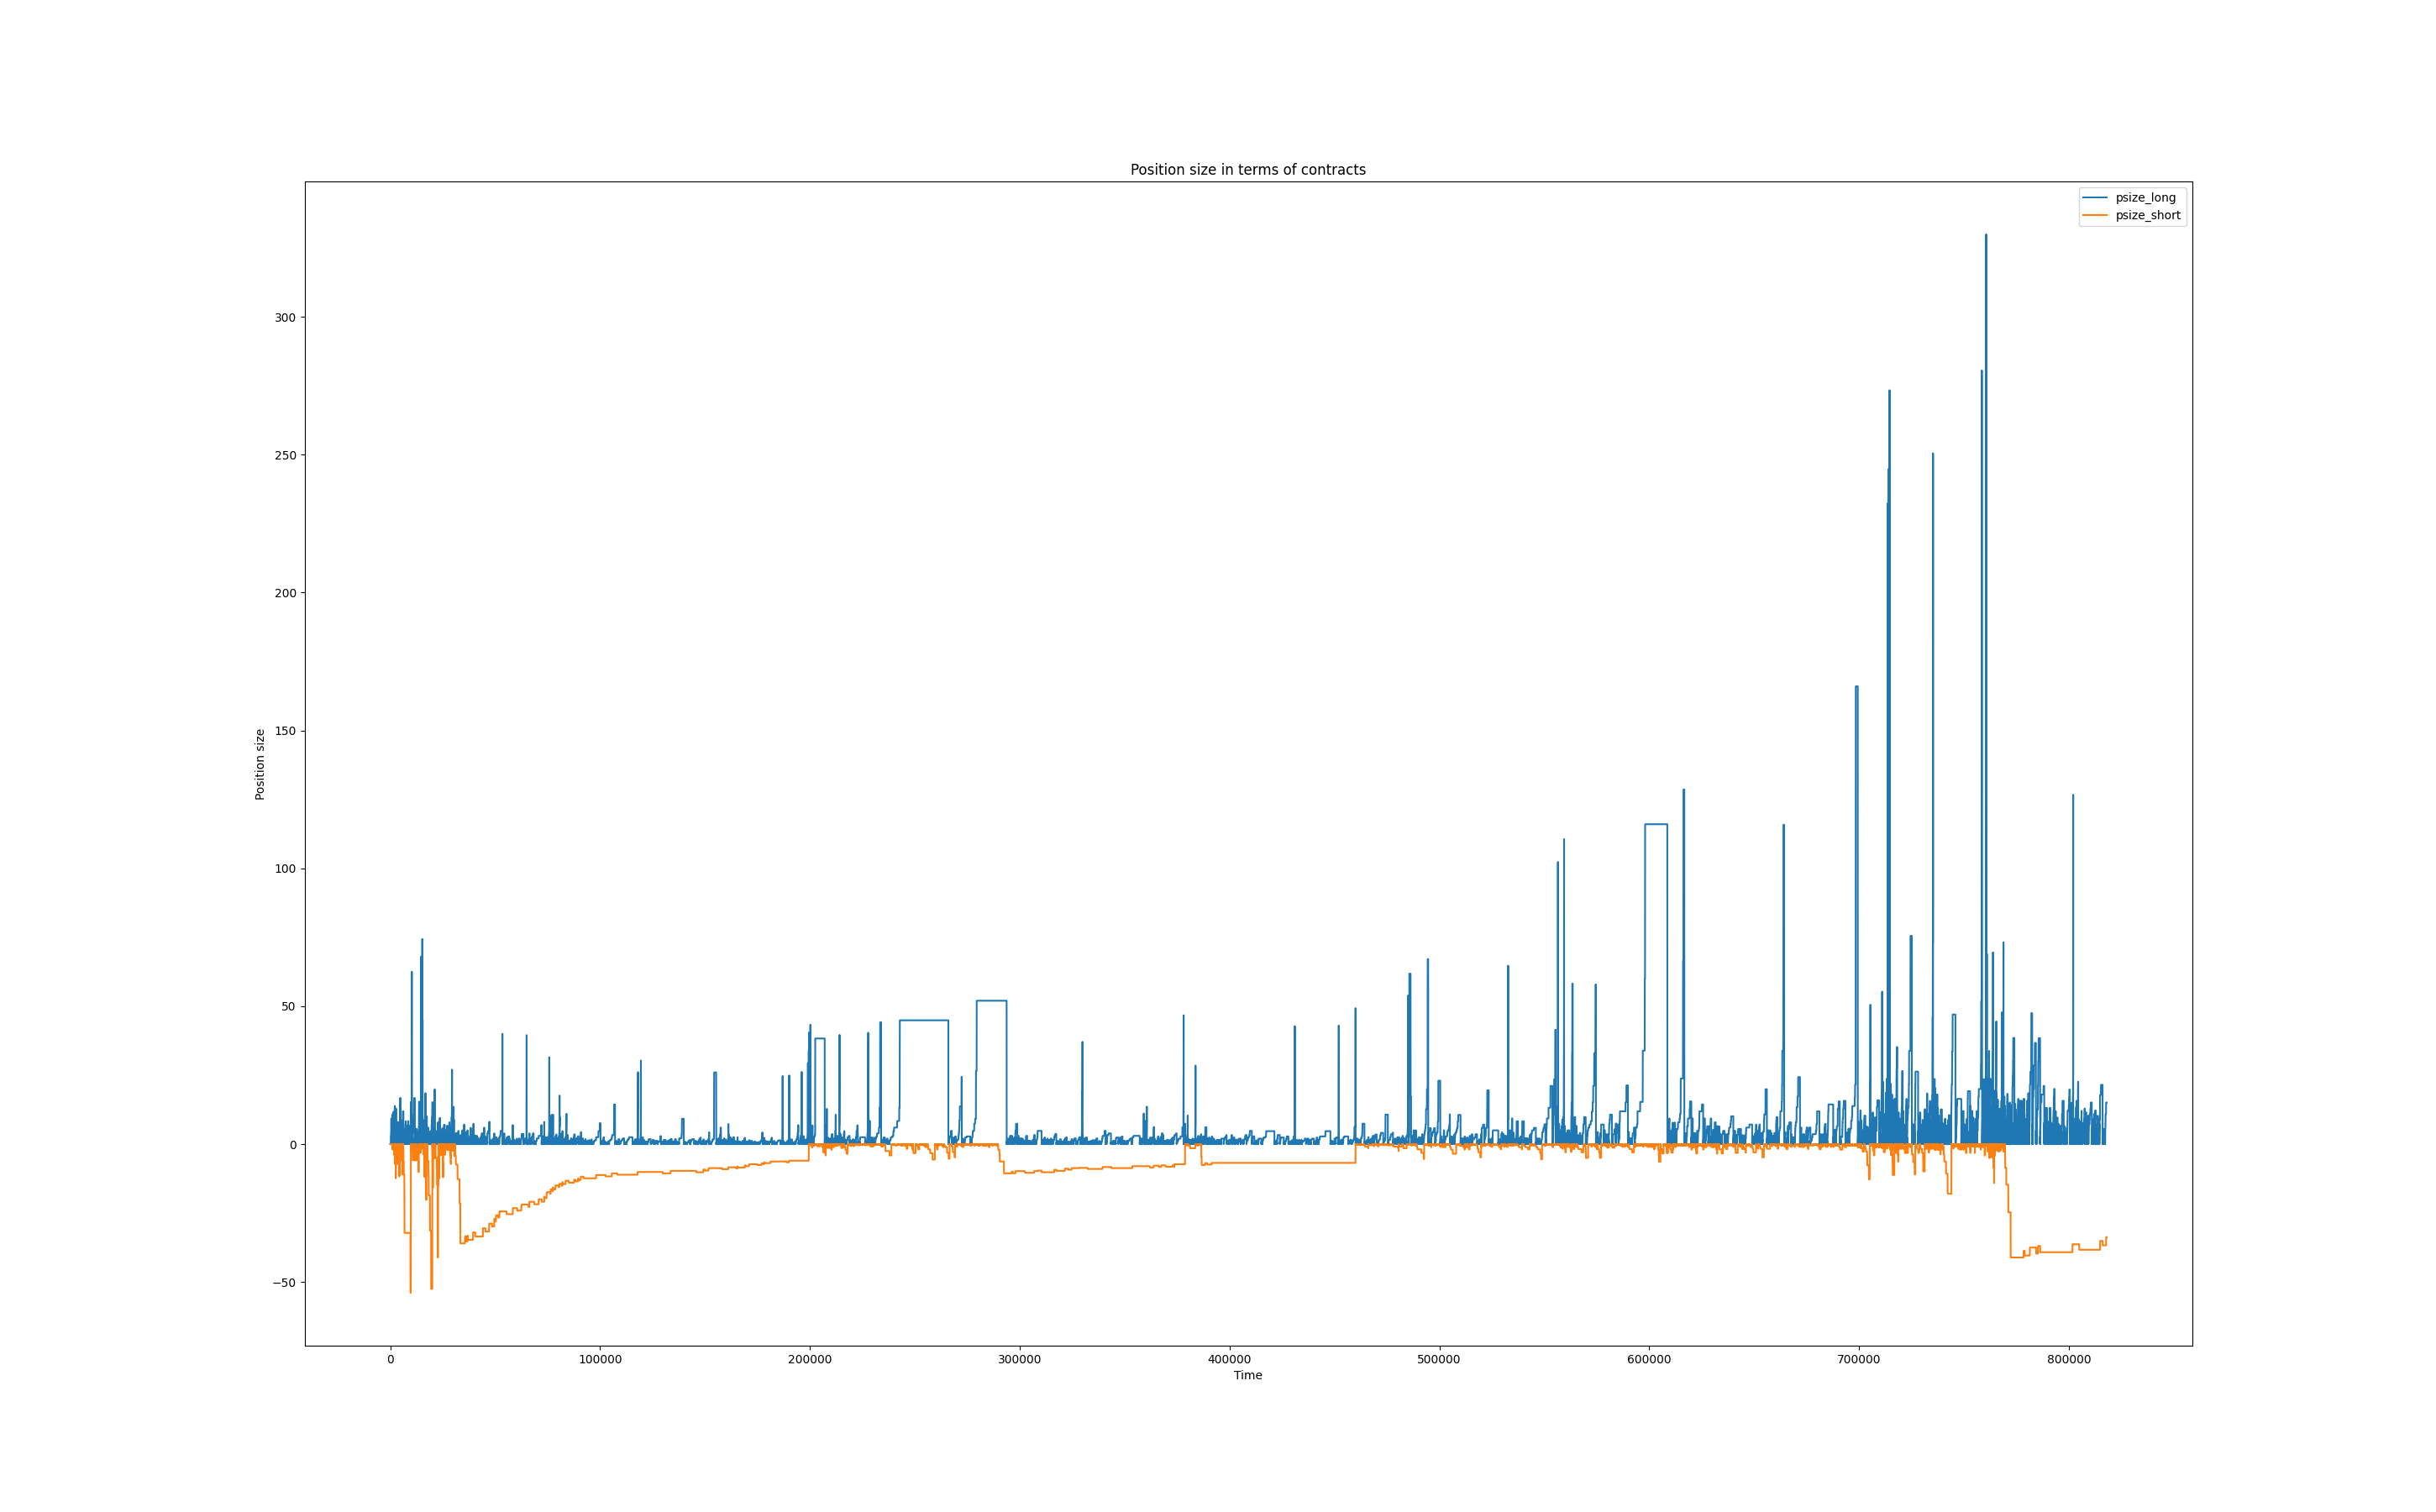 Position size in terms of contracts
psize_long
psize_short
Position size
300
250
200
150
100
50
0
−50
0 100000 200000 300000 400000 500000 600000 700000 800000
Time